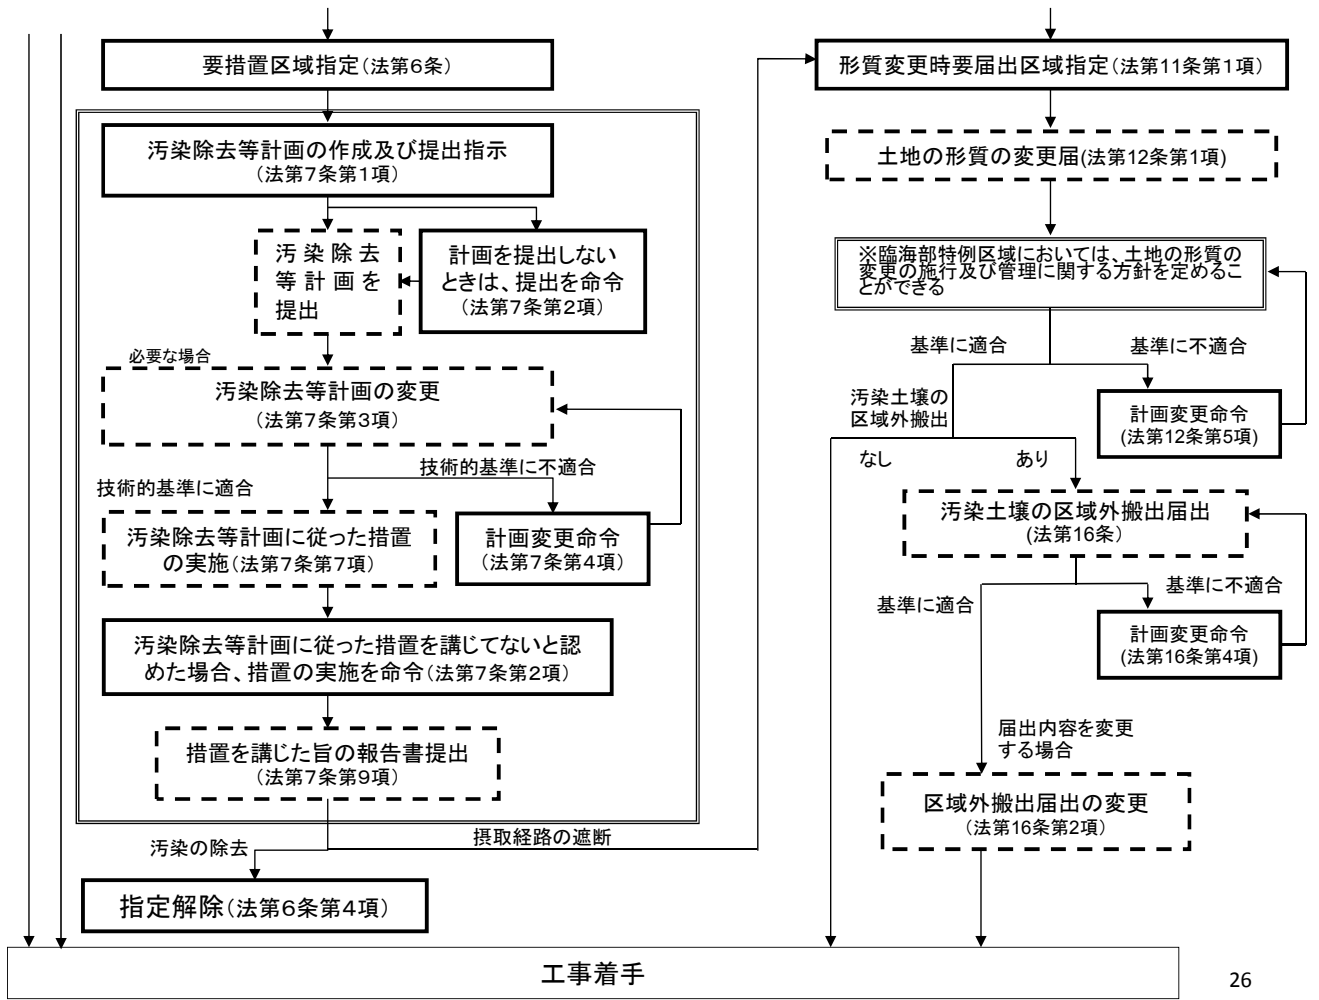 要措置区域指定(法第6条)
汚染除去等計画の作成及び提出指示
(法第7条第1項)
汚染除去
等計画を
提出
計画を提出しない
ときは、提出を命令
(法第7条第2項)
必要な場合
汚染除去等計画の変更
(法第7条第3項)
技術的基準に不適合
技術的基準に適合
汚染除去等計画に従った措置
の実施(法第7条第7項)
計画変更命令
(法第7条第4項)
汚染除去等計画に従った措置を講じてないと認
めた場合、措置の実施を命令(法第7条第2項)
措置を講じた旨の報告書提出
(法第7条第9項)
汚染の除去
摂取経路の遮断
指定解除(法第6条第4項)
形質変更時要届出区域指定(法第11条第1項)
土地の形質の変更届(法第12条第1項)
※臨海部特例区域においては、土地の形質の
変更の施行及び管理に関する方針を定めるこ
とができる
基準に適合
基準に不適合
汚染土壌の
区域外搬出
計画変更命令
(法第12条第5項)
なし
あり
汚染土壌の区域外搬出届出
(法第16条)
基準に適合
基準に不適合
計画変更命令
(法第16条第4項)
届出内容を変更
する場合
区域外搬出届出の変更
(法第16条第2項)
工事着手
26